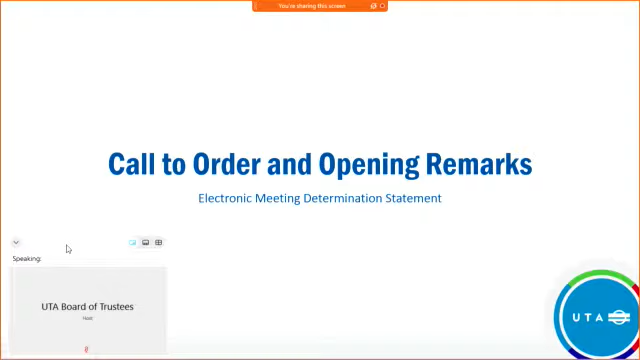 You're sharing this screen
Call to Order and Opening Remarks
Electronic Meeting Determination Statement
Speaking:
UTA Board of Trustees
Host
UTA